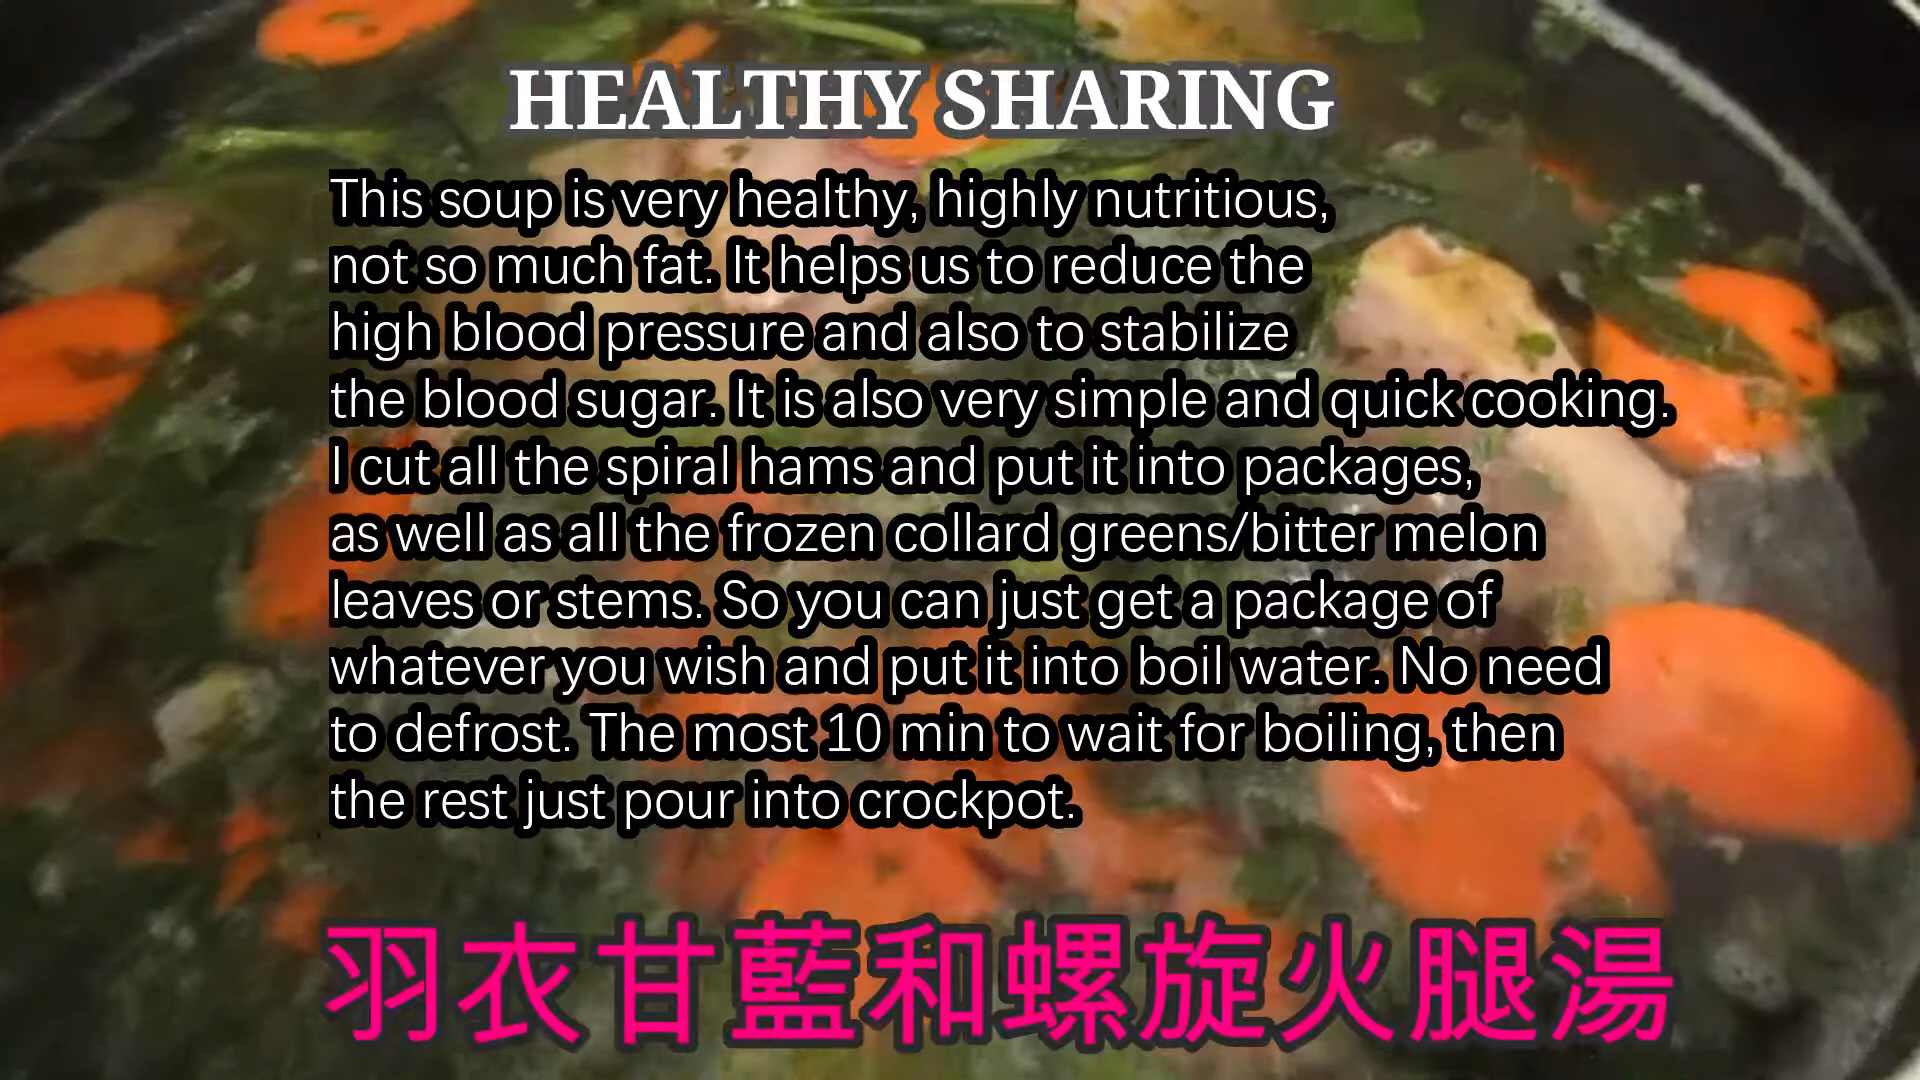 HEALTHY SHARING
This soup is very healthy, highly nutritious,
not so much fat. It helps us to reduce the
high blood pressure and also to stabilize
the blood sugar. It is also very simple and quick cooking.
I cut all the spiral hams and put it into packages,
as well as all the frozen collard greens/bitter melon
leaves or stems. So you can just get a package of
whatever you wish and put it into boil water. No need
to defrost. The most 10 min to wait for boiling, then
the rest just pour into crockpot.
羽衣甘藍和螺旋火腿湯